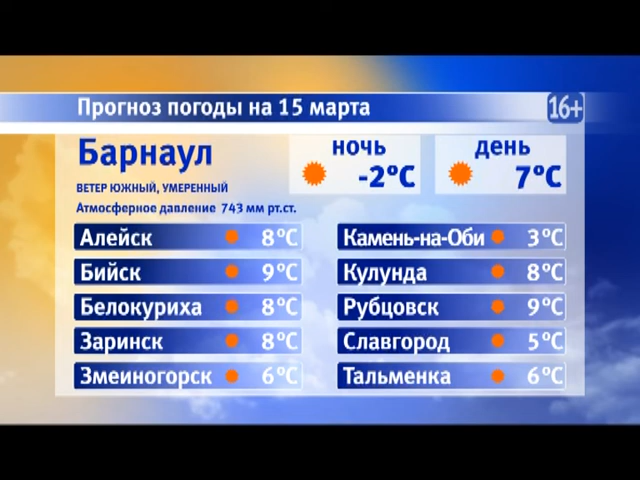 Прогноз погоды на 15 марта
16+
Барнаул
ВЕТЕР ЮЖНЫЙ, УМЕРЕННЫЙ
Атмосферное давление 743 мм рт.ст.
НОЧЬ
-2°С
ДЕНЬ
7°С
Алейск 8°С
Бийск 9°С
Белокуриха 8°С
Заринск 8°С
Змеиногорск 6°С
Камень-на-Оби 3°С
Кулунда 8°С
Рубцовск 9°С
Славгород 5°С
Тальменка 6°С